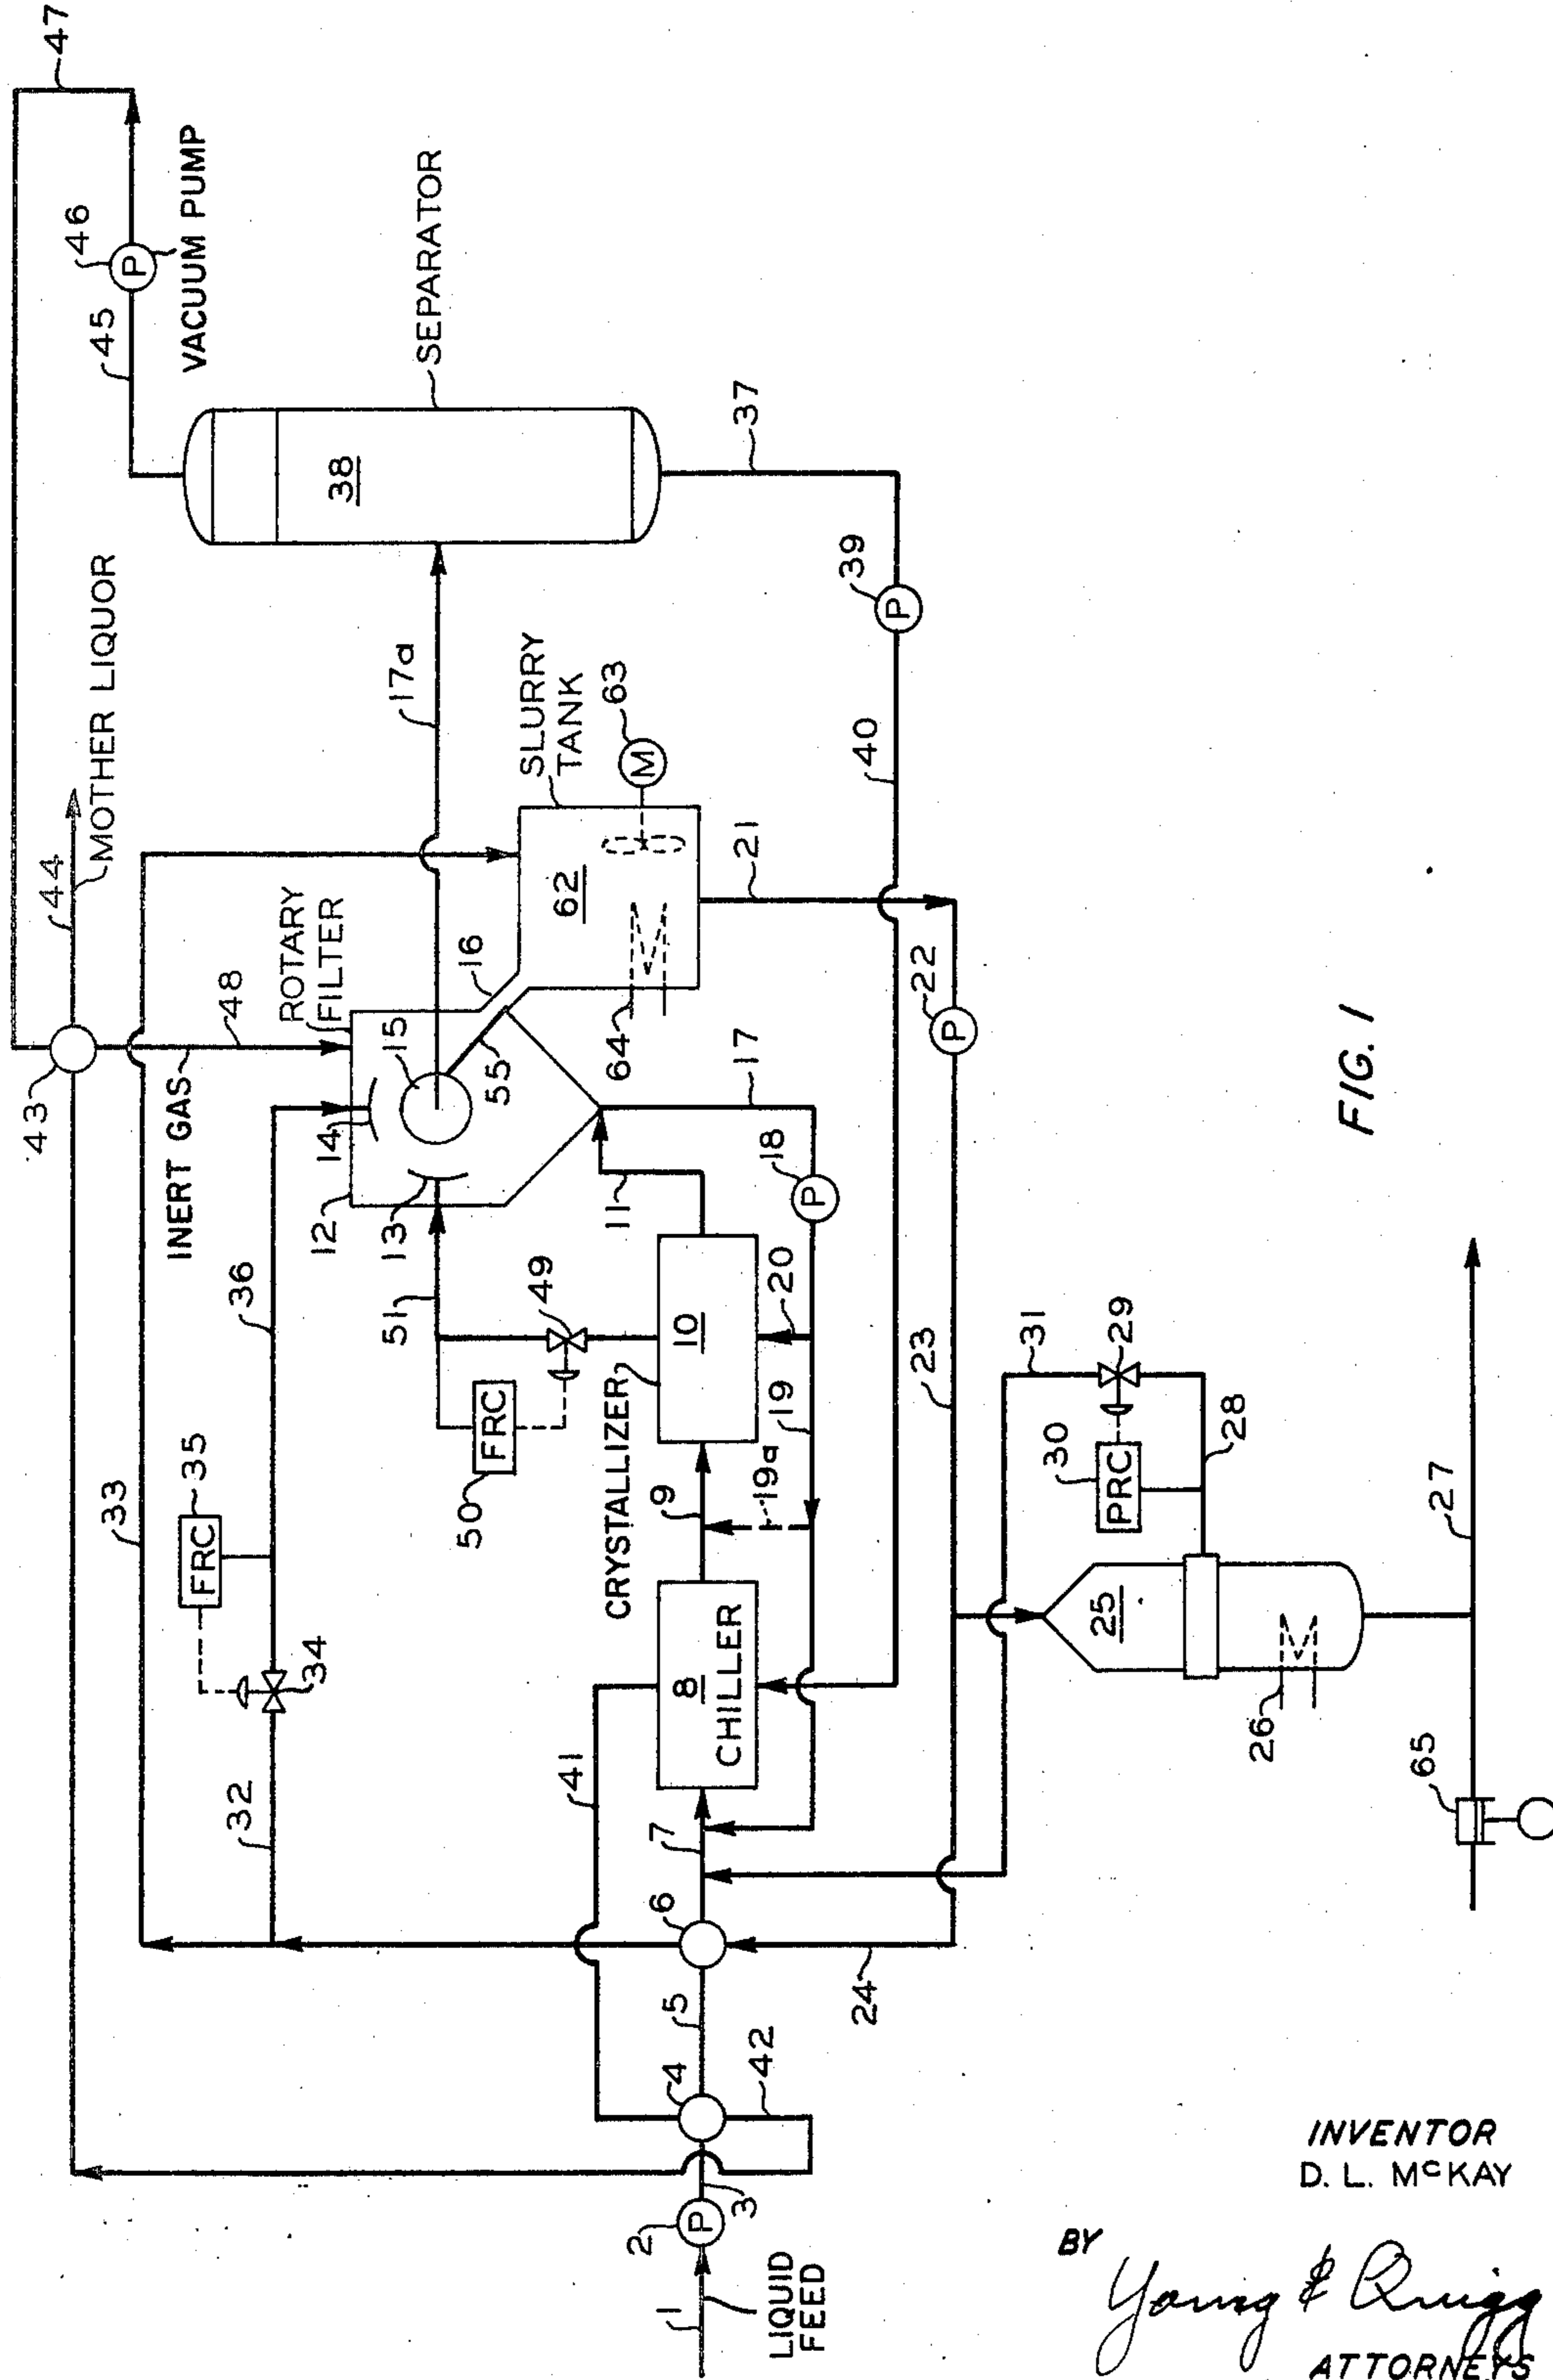 47
46
P
VACUUM PUMP
45
SEPARATOR
38
37
39
P
40
44
MOTHER LIQUOR
43
48
INERT GAS
ROTARY
FILTER
17a
SLURRY
TANK
63
M
62
64
16
15
55
14
13
12
11
17
18
P
21
22
P
23
33
36
35
FRC
34
32
51
49
50
FRC
CRYSTALLIZER
10
20
19
19a
9
8
CHILLER
41
7
6
5
4
42
3
2
P
1
LIQUID
FEED
24
31
29
30
PRC
28
25
26
27
65
FIG. 1
INVENTOR
D. L. McKAY
BY
Young & Quigg
ATTORNEYS